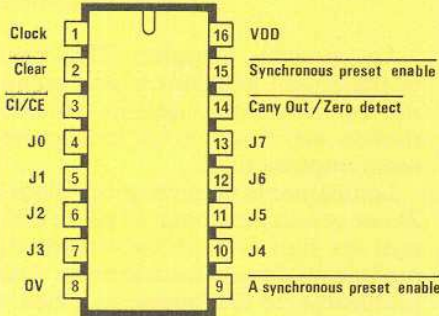 Clock 1 16 VDD
Clear 2 15 Synchronous preset enable
CI/CE 3 14 Cany Out / Zero detect
J0 4 13 J7
J1 5 12 J6
J2 6 11 J5
J3 7 10 J4
0V 8 9 A synchronous preset enable